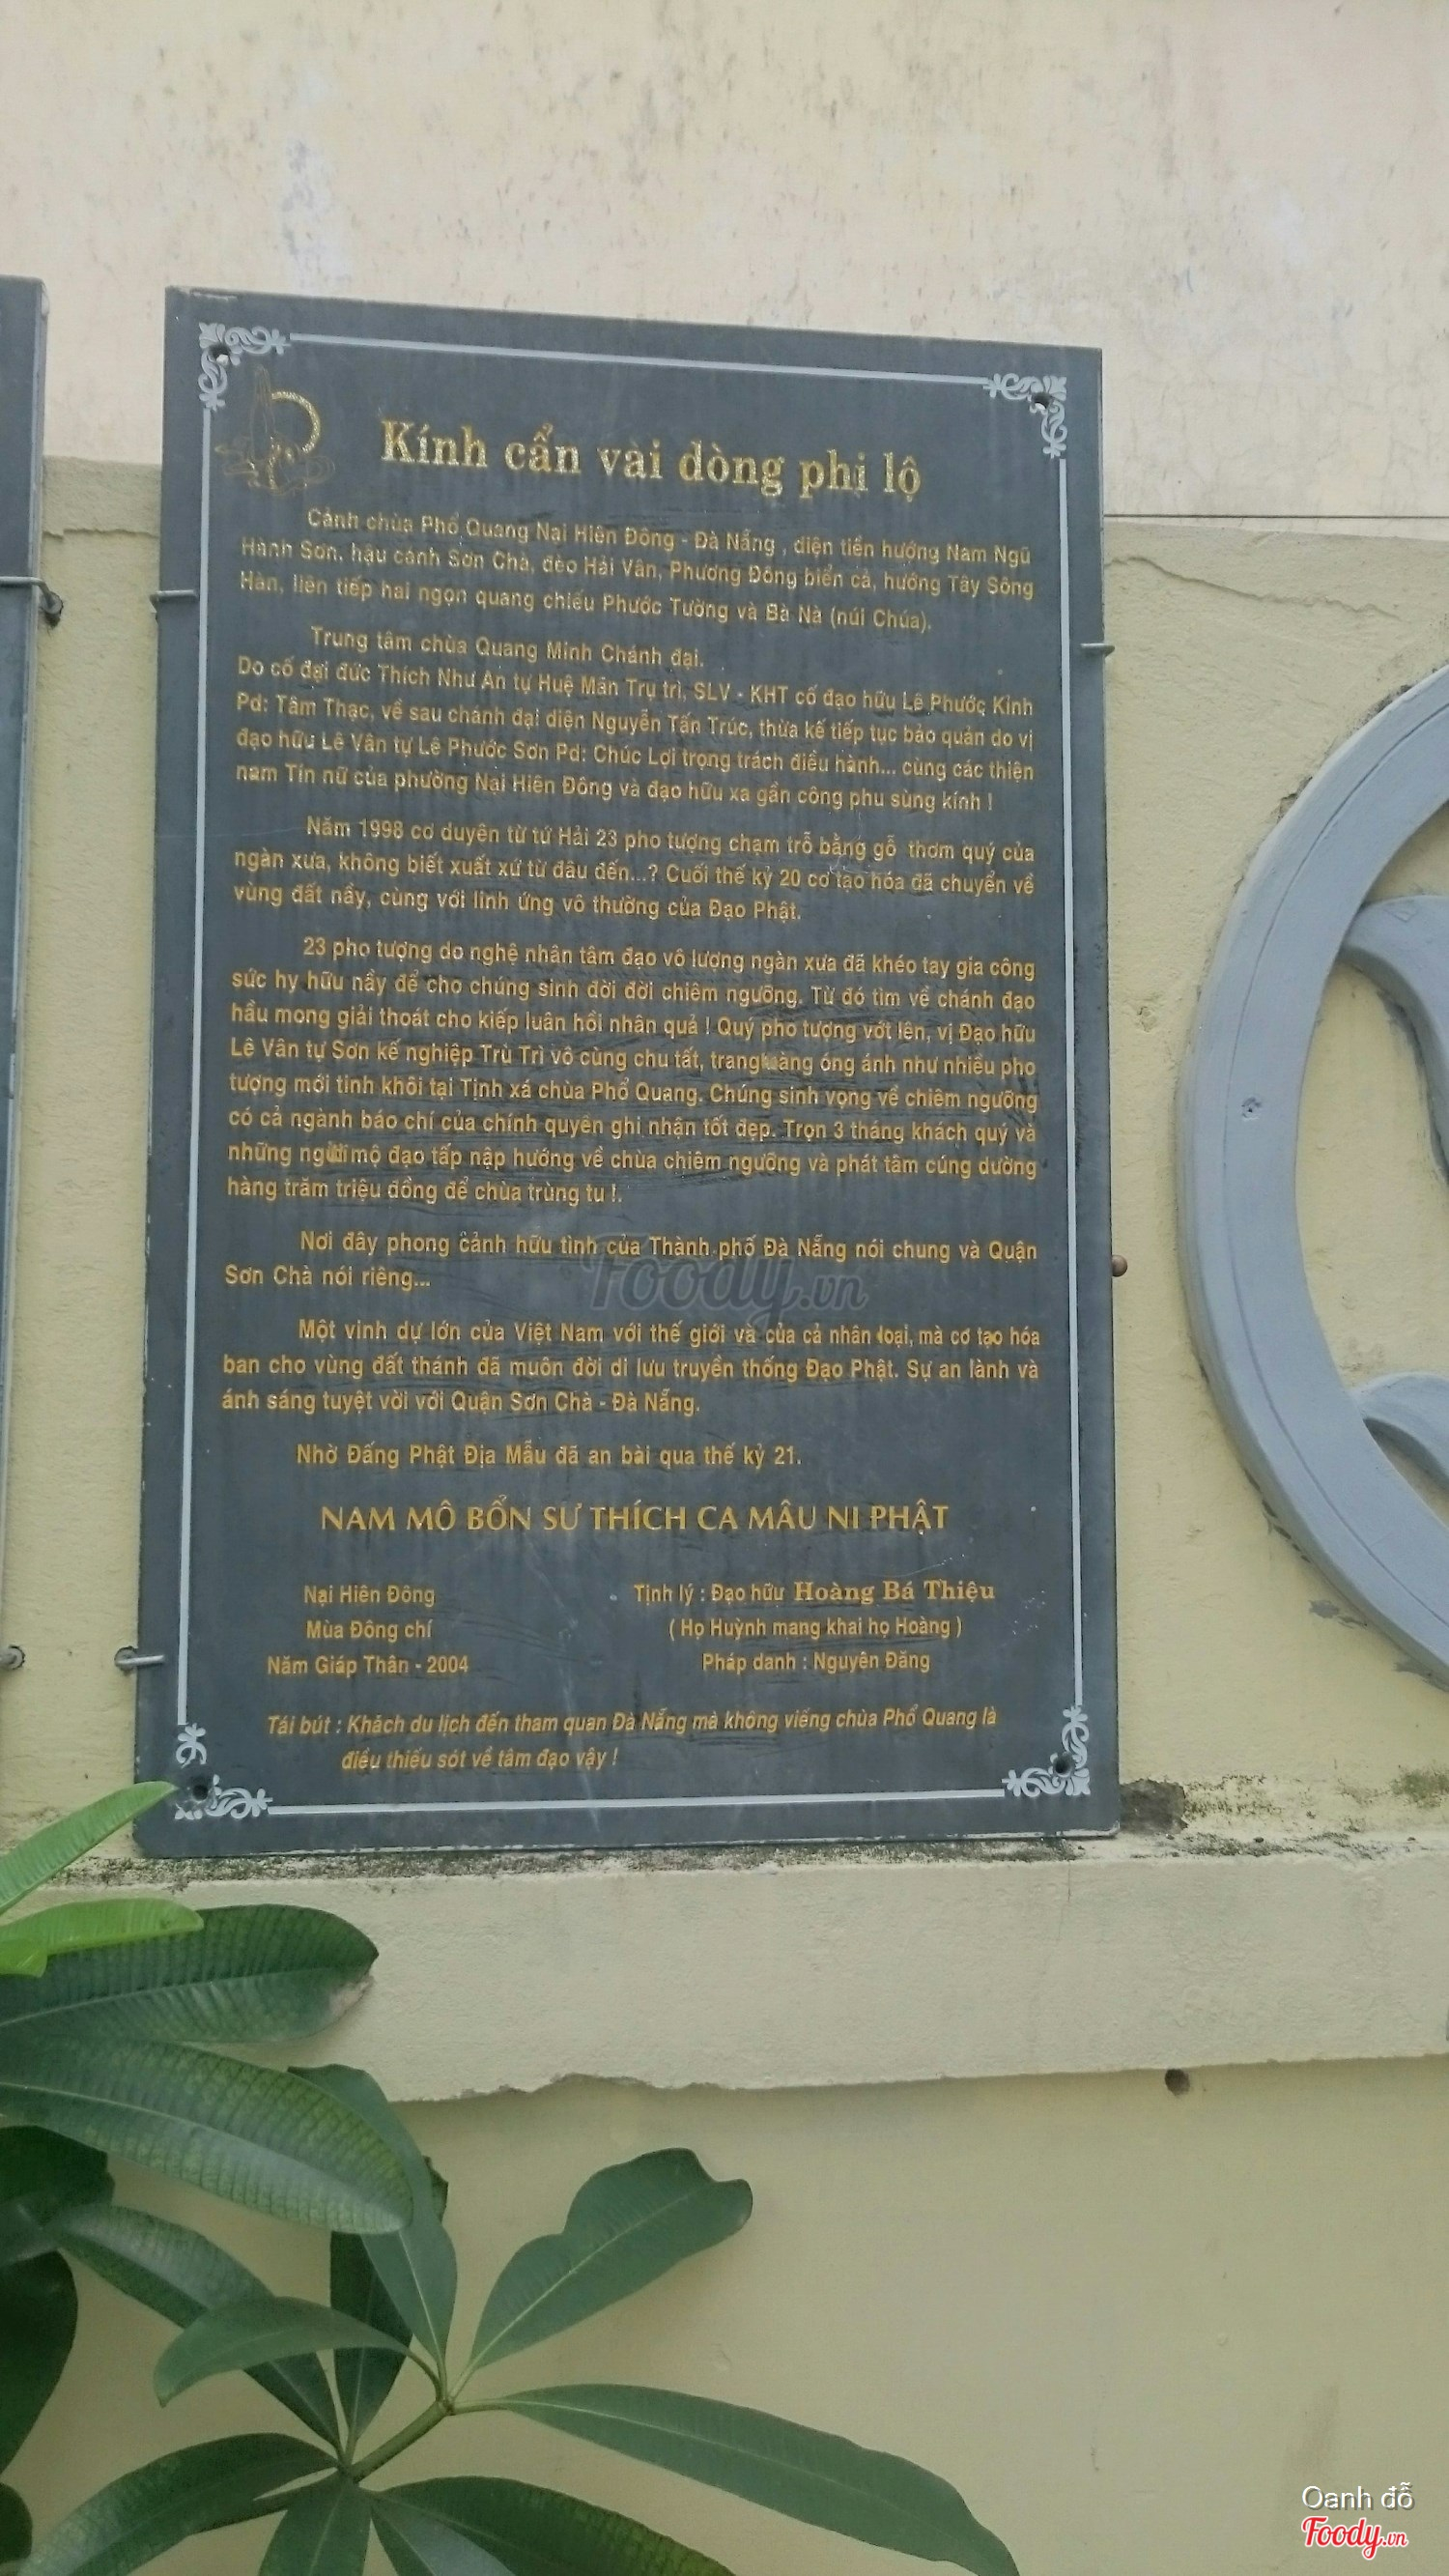 Kính cẩn vài dòng phi lộ
Cảnh chùa Phổ Quang Nại Hiên Đông - Đà Nẵng , diện tiền hướng Nam Ngũ
Hành Sơn, hậu cảnh Sơn Chà, đèo Hải Vân, Phương Đông biển cả, hướng Tây Sông
Hàn, liên tiếp hai ngọn quang chiếu Phước Tường và Bà Nà (núi Chúa).
Trung tâm chùa Quang Minh Chánh đại.
Do cố đại đức Thích Như An tự Huệ Mãn Trụ trì, SLV - KHT cố đạo hữu Lê Phước Kỉnh
Pd: Tâm Thạc, về sau chánh đại diện Nguyễn Tấn Trúc, thừa kế tiếp tục bảo quản do vị
đạo hữu Lê Vân tự Lê Phước Sơn Pd: Chúc Lợi trọng trách điều hành... cùng các thiện
nam Tín nữ của phường Nại Hiên Đông và đạo hữu xa gần công phu sùng kính !
Năm 1998 cơ duyên từ tứ Hải 23 pho tượng chạm trỗ bằng gỗ thơm quý của
ngàn xưa, không biết xuất xứ từ đâu đến...? Cuối thế kỷ 20 cơ tạo hóa đã chuyển về
vùng đất nầy, cùng với linh ứng vô thường của Đạo Phật.
23 pho tượng do nghệ nhân tâm đạo vô lượng ngàn xưa đã khéo tay gia công
sức hy hữu nầy để cho chúng sinh đời đời chiêm ngưỡng. Từ đó tìm về chánh đạo
hầu mong giải thoát cho kiếp luân hồi nhân quả ! Quý pho tượng vớt lên, vị Đạo hữu
Lê Vân tự Sơn kế nghiệp Trù Trì vô cùng chu tất, trang hoàng óng ánh như nhiều pho
tượng mới tinh khôi tại Tịnh xá chùa Phổ Quang. Chúng sinh vọng về chiêm ngưỡng
có cả ngành báo chí của chính quyền ghi nhận tốt đẹp. Trọn 3 tháng khách quý và
những người mộ đạo tấp nập hướng về chùa chiêm ngưỡng và phát tâm cúng dường
hàng trăm triệu đồng để chùa trùng tu !.
Nơi đây phong cảnh hữu tình của Thành phố Đà Nẵng nói chung và Quận
Sơn Chà nói riêng...
Một vinh dự lớn của Việt Nam với thế giới và của cả nhân loại, mà cơ tạo hóa
ban cho vùng đất thánh đã muôn đời di lưu truyền thống Đạo Phật. Sự an lành và
ánh sáng tuyệt vời với Quận Sơn Chà - Đà Nẵng.
Nhờ Đấng Phật Địa Mẫu đã an bài qua thế kỷ 21.
NAM MÔ BỔN SƯ THÍCH CA MÂU NI PHẬT
Nại Hiên Đông
Mùa Đông chí
Năm Giáp Thân - 2004
Tịnh lý : Đạo hữu Hoàng Bá Thiệu
( Họ Huỳnh mạng khai họ Hoàng )
Pháp danh : Nguyên Đăng
Tái bút : Khách du lịch đến tham quan Đà Nẵng mà không viếng chùa Phổ Quang là
điều thiếu sót về tâm đạo vậy !
Foody.vn
Oanh đỗ
Foody.vn